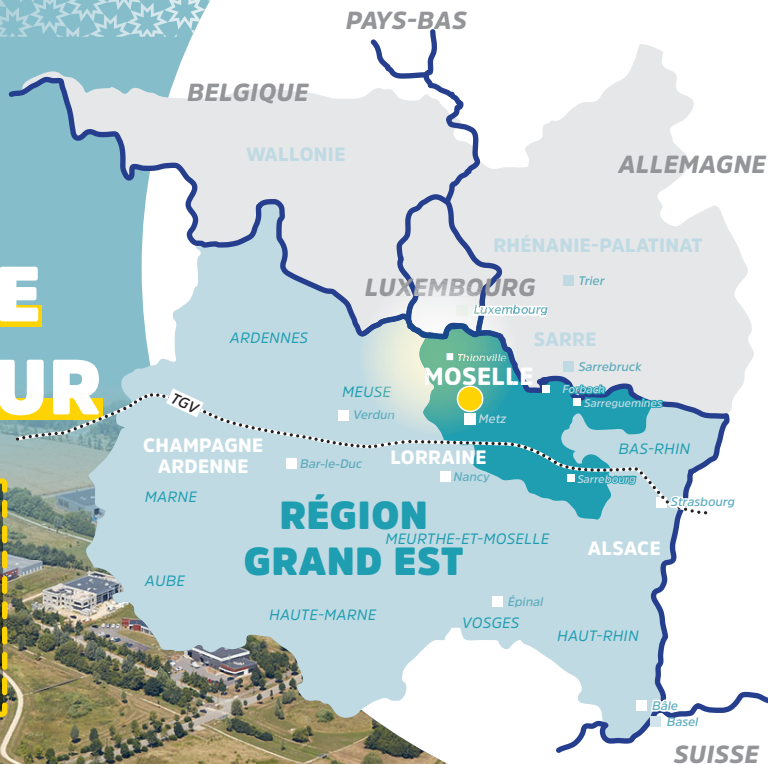 PAYS-BAS
BELGIQUE
WALLONIE
ALLEMAGNE
RHÉNANIE-PALATINAT
Trier
LUXEMBOURG
Luxembourg
E
SARRE
ARDENNES
Thionville
Sarrebruck
MOSELLE
UR
MEUSE
Forbach
Sarreguemines
TGV
Verdun
Metz
CHAMPAGNE
ARDENNE
LORRAINE
BAS-RHIN
Bar-le-Duc
Nancy
Sarrebourg
MARNE
Strasbourg
RÉGION
GRAND EST
MEURTHE-ET-MOSELLE
ALSACE
AUBE
Épinal
HAUTE-MARNE
VOSGES
HAUT-RHIN
Bâle
Basel
SUISSE